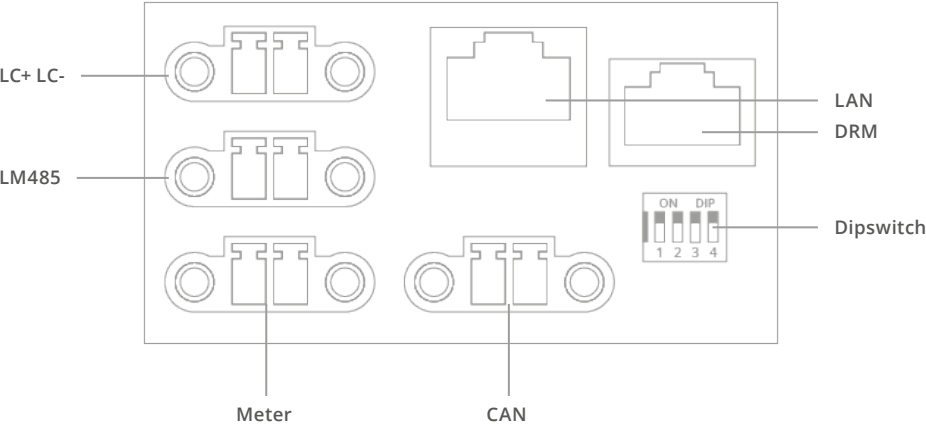 LC+ LC-
LAN
DRM
LM485
ON DIP
1 2 3 4
Dipswitch
Meter
CAN